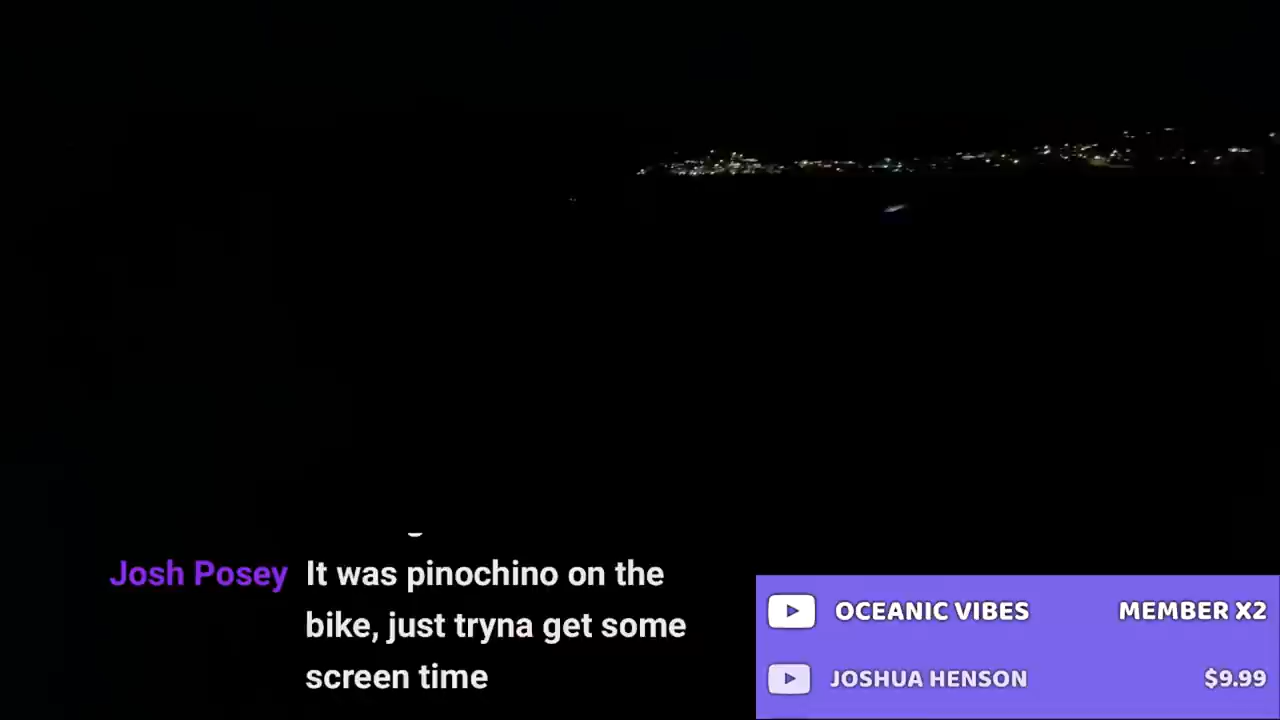 Josh Posey It was pinochino on the
bike, just tryna get some
screen time
OCEANIC VIBES MEMBER X2
JOSHUA HENSON $9.99